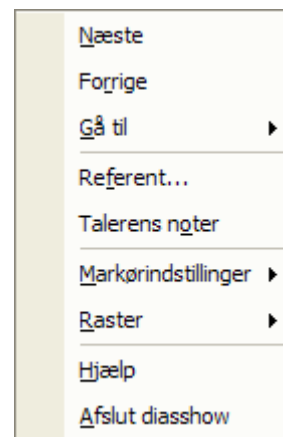 Næste
Forrige
Gå til
Referent...
Talerens noter
Markørindstillinger
Raster
Hjælp
Afslut diasshow